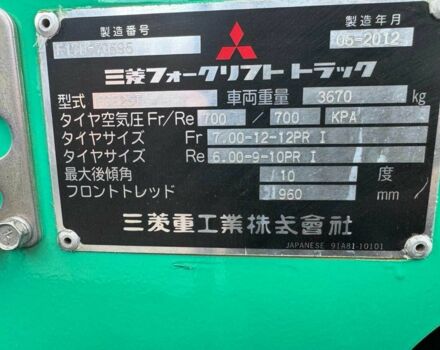 製造番号 製造年月
05-2012
三菱フォークリフトトラック
型式 車両重量 3670 kg
タイヤ空気圧 Fr/Re 700 / 700 KPA
タイヤサイズ Fr 7.00-12-12PR I
タイヤサイズ Re 6.00-9-10PR I
最大後傾角 10 度
フロントトレッド 960 mm
三菱重工業株式會社
JAPANESE 91A81-10101